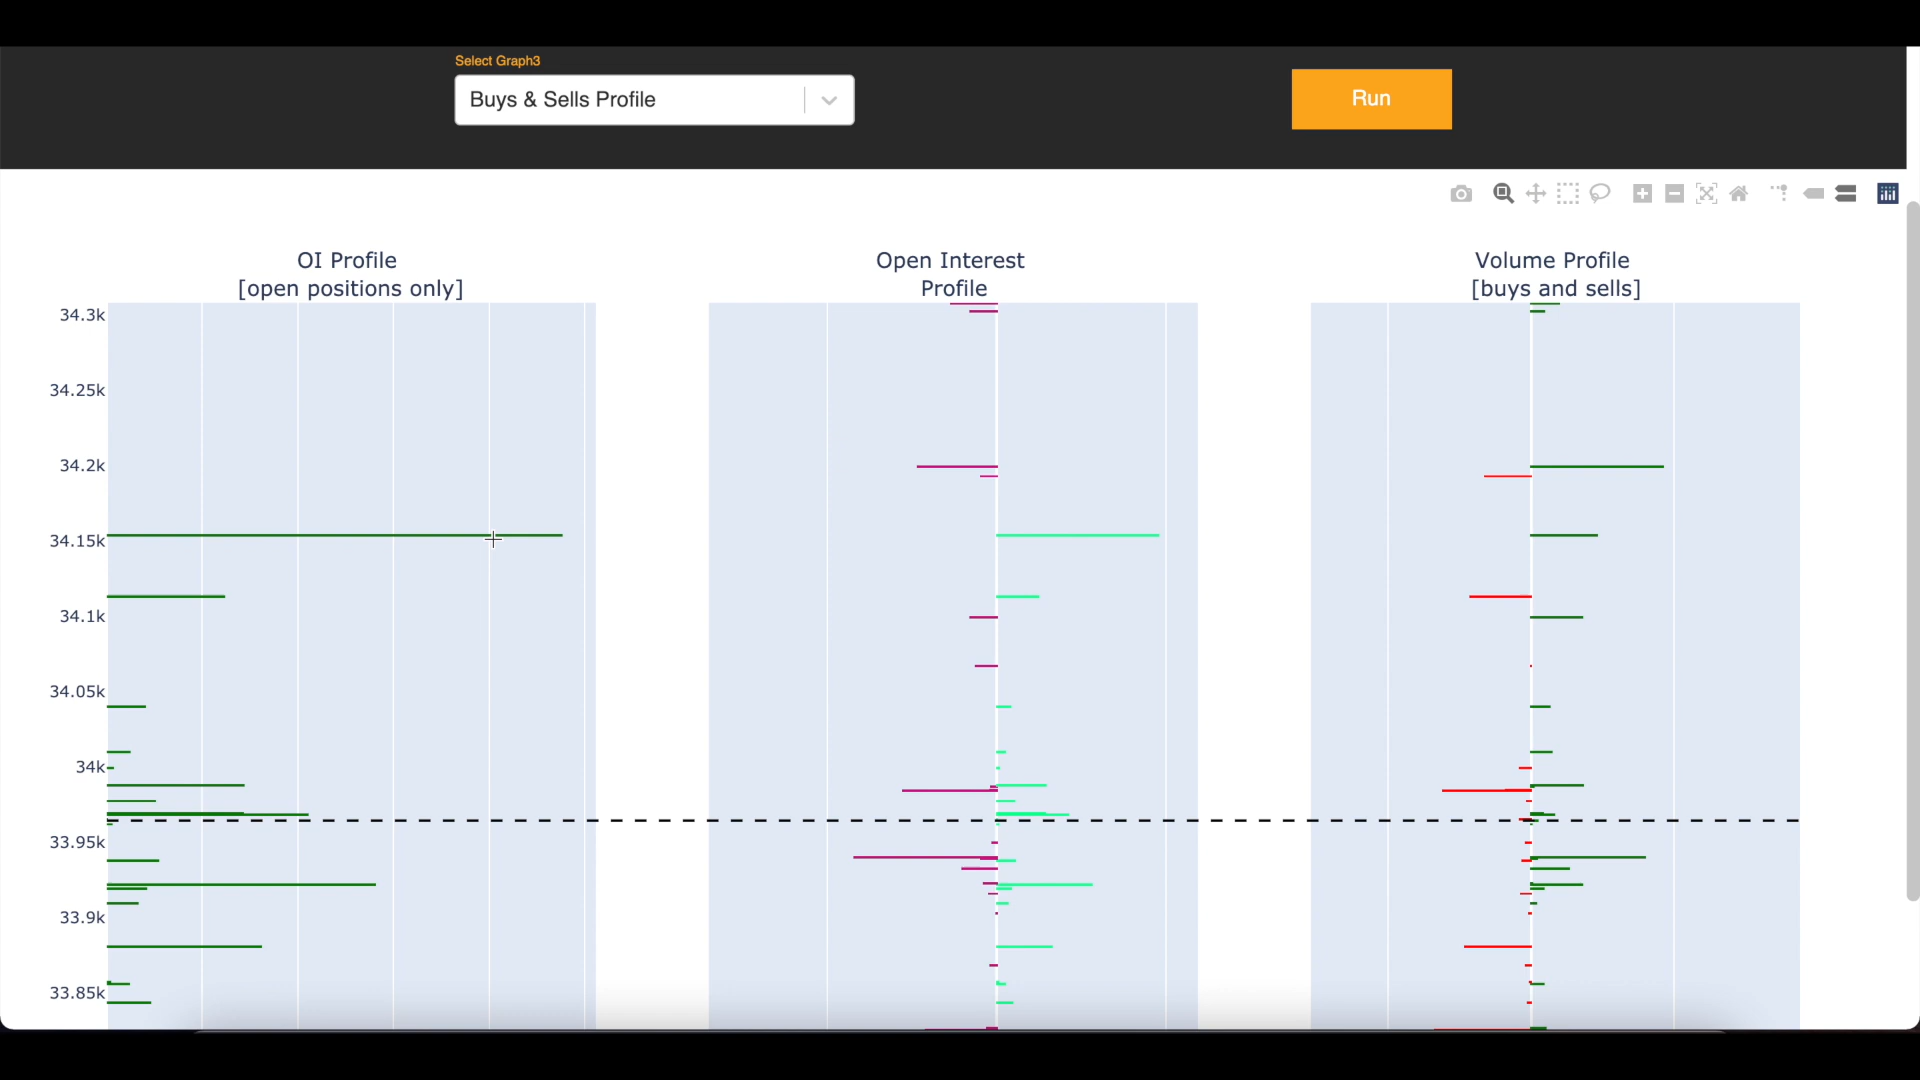 Select Graph3
Buys & Sells Profile
Run
OI Profile
[open positions only]
Open Interest
Profile
Volume Profile
[buys and sells]
34.3k
34.25k
34.2k
34.15k
34.1k
34.05k
34k
33.95k
33.9k
33.85k